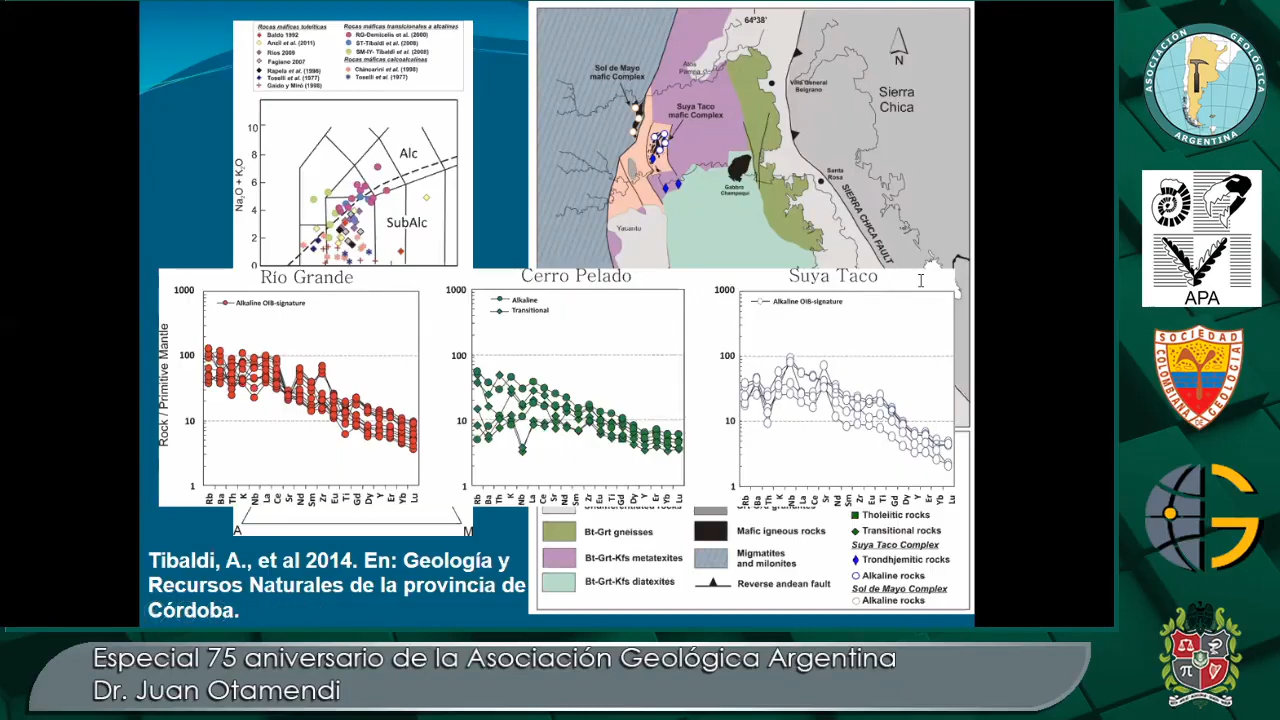 Rocas máficas toleíticas
Baldo 1992
Ancil et al. (2011)
Rios 2009
Fagiano 2007
Rapela et al. (1998)
Toselli et al. (1977)
Gaido y Miró (1998)
Rocas máficas transicionales a alcalinas
RG-Demicelis et al. (2000)
ST-Tibaldi et al. (2008)
SM-IY- Tibaldi et al. (2008)
Rocas máficas calcoalcalinas
Chincarini et al. (1998)
Toselli et al. (1977)
Na2O + K2O
10
8
6
4
2
0
Alc
SubAlc
64°38'
N
Sol de Mayo
mafic Complex
Atos
Pampa
Suya Taco
mafic Complex
Villa General
Belgrano
Sierra
Chica
Santa
Rosa
Gabbro
Champaquí
SIERRA CHICA FAULT
Yacanto
Río Grande
Cerro Pelado
Suya Taco
Rock / Primitive Mantle
1000
100
10
1
Alkaline OIB-signature
Rb Ba Th K Nb La Ce Sr Nd Sm Zr Eu Ti Gd Dy Y Er Yb Lu
1000
100
10
1
Alkaline
Transitional
Rb Ba Th K Nb La Ce Sr Nd Sm Zr Eu Ti Gd Dy Y Er Yb Lu
1000
100
10
1
Alkaline OIB-signature
Rb Ba Th K Nb La Ce Sr Nd Sm Zr Eu Ti Gd Dy Y Er Yb Lu
A
M
Bt-Grt gneisses
Bt-Grt-Kfs metatexites
Bt-Grt-Kfs diatexites
Mafic igneous rocks
Migmatites
and milonites
Reverse andean fault
Tholeiitic rocks
Transitional rocks
Suya Taco Complex
Trondhjemitic rocks
Alkaline rocks
Sol de Mayo Complex
Alkaline rocks
Tibaldi, A., et al 2014. En: Geología y
Recursos Naturales de la provincia de
Córdoba.
ASOCIACIÓN GEOLÓGICA
ARGENTINA
APA
SOCIEDAD
COLOMBIANA
DE
GEOLOGÍA
Especial 75 aniversario de la Asociación Geológica Argentina
Dr. Juan Otamendi